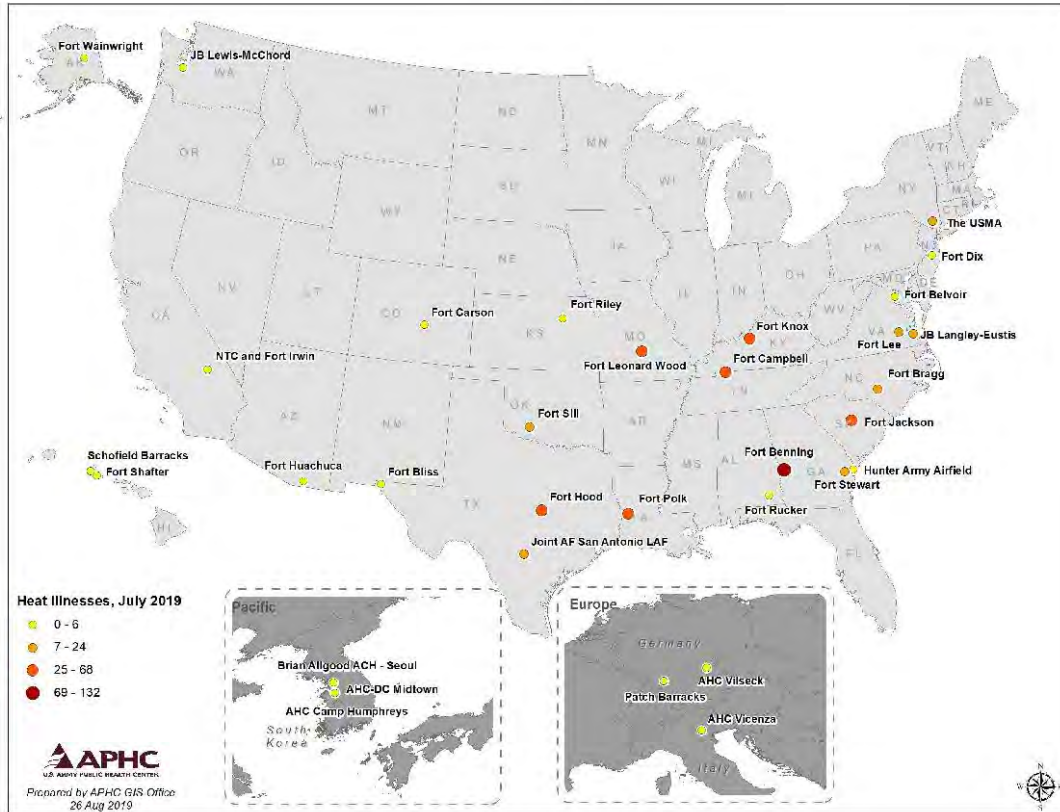 Fort Wainwright
AK
JB Lewis-McChord
WA
MT
ND
MN
ME
OR
ID
SD
WI
MI
MI
VT
NH
NY
MA
CT
The USMA
WY
IA
PA
NJ
Fort Dix
NE
OH
MD
DE
Fort Belvoir
NV
UT
IL
IN
WV
CA
CO
Fort Carson
Fort Riley
KS
MO
Fort Knox
KY
VA
Fort Lee
JB Langley-Eustis
NTC and Fort Irwin
Fort Leonard Wood
Fort Campbell
TN
NC
Fort Bragg
AZ
NM
OK
Fort Sill
AR
SC
Fort Jackson
Schofield Barracks
Fort Shafter
Fort Huachuca
Fort Bliss
MS
AL
Fort Benning
GA
Hunter Army Airfield
Fort Stewart
TX
Fort Hood
Fort Polk
LA
Fort Rucker
HI
Joint AF San Antonio LAF
FL
Heat Illnesses, July 2019
0 - 6
7 - 24
25 - 68
69 - 132
Pacific
Brian Allgood ACH - Seoul
AHC-DC Midtown
AHC Camp Humphreys
South
Korea
Europe
Germany
AHC Vilseck
Patch Barracks
AHC Vicenza
Italy
APHC
U.S. ARMY PUBLIC HEALTH CENTER
Prepared by APHC GIS Office
26 Aug 2019
N
W
E
S